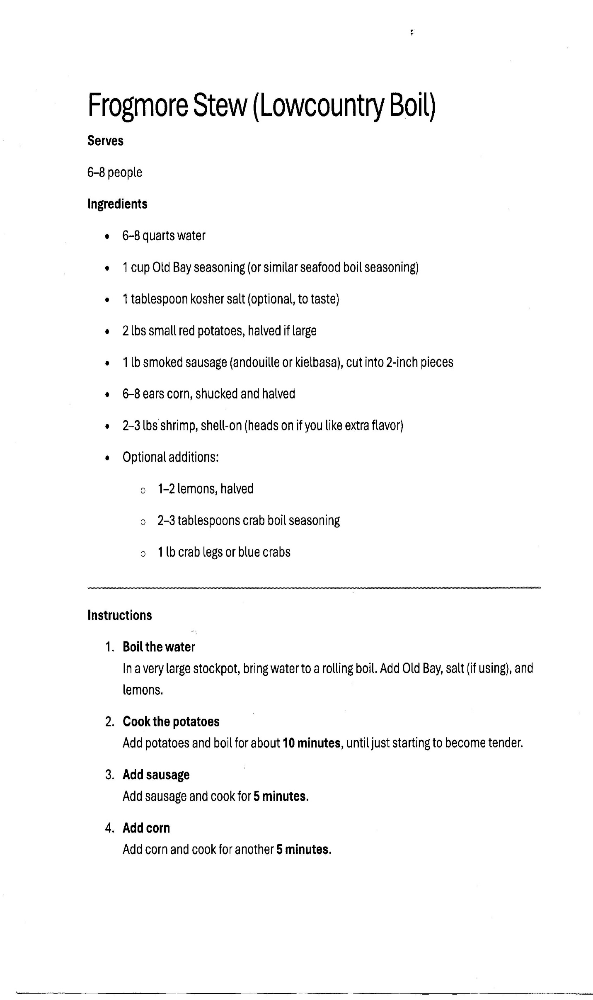 Frogmore Stew (Lowcountry Boil)
Serves
6–8 people
Ingredients
• 6–8 quarts water
• 1 cup Old Bay seasoning (or similar seafood boil seasoning)
• 1 tablespoon kosher salt (optional, to taste)
• 2 lbs small red potatoes, halved if large
• 1 lb smoked sausage (andouille or kielbasa), cut into 2-inch pieces
• 6–8 ears corn, shucked and halved
• 2–3 lbs shrimp, shell-on (heads on if you like extra flavor)
• Optional additions:
o 1–2 lemons, halved
o 2–3 tablespoons crab boil seasoning
o 1 lb crab legs or blue crabs
Instructions
1. Boil the water
In a very large stockpot, bring water to a rolling boil. Add Old Bay, salt (if using), and
lemons.
2. Cook the potatoes
Add potatoes and boil for about 10 minutes, until just starting to become tender.
3. Add sausage
Add sausage and cook for 5 minutes.
4. Add corn
Add corn and cook for another 5 minutes.